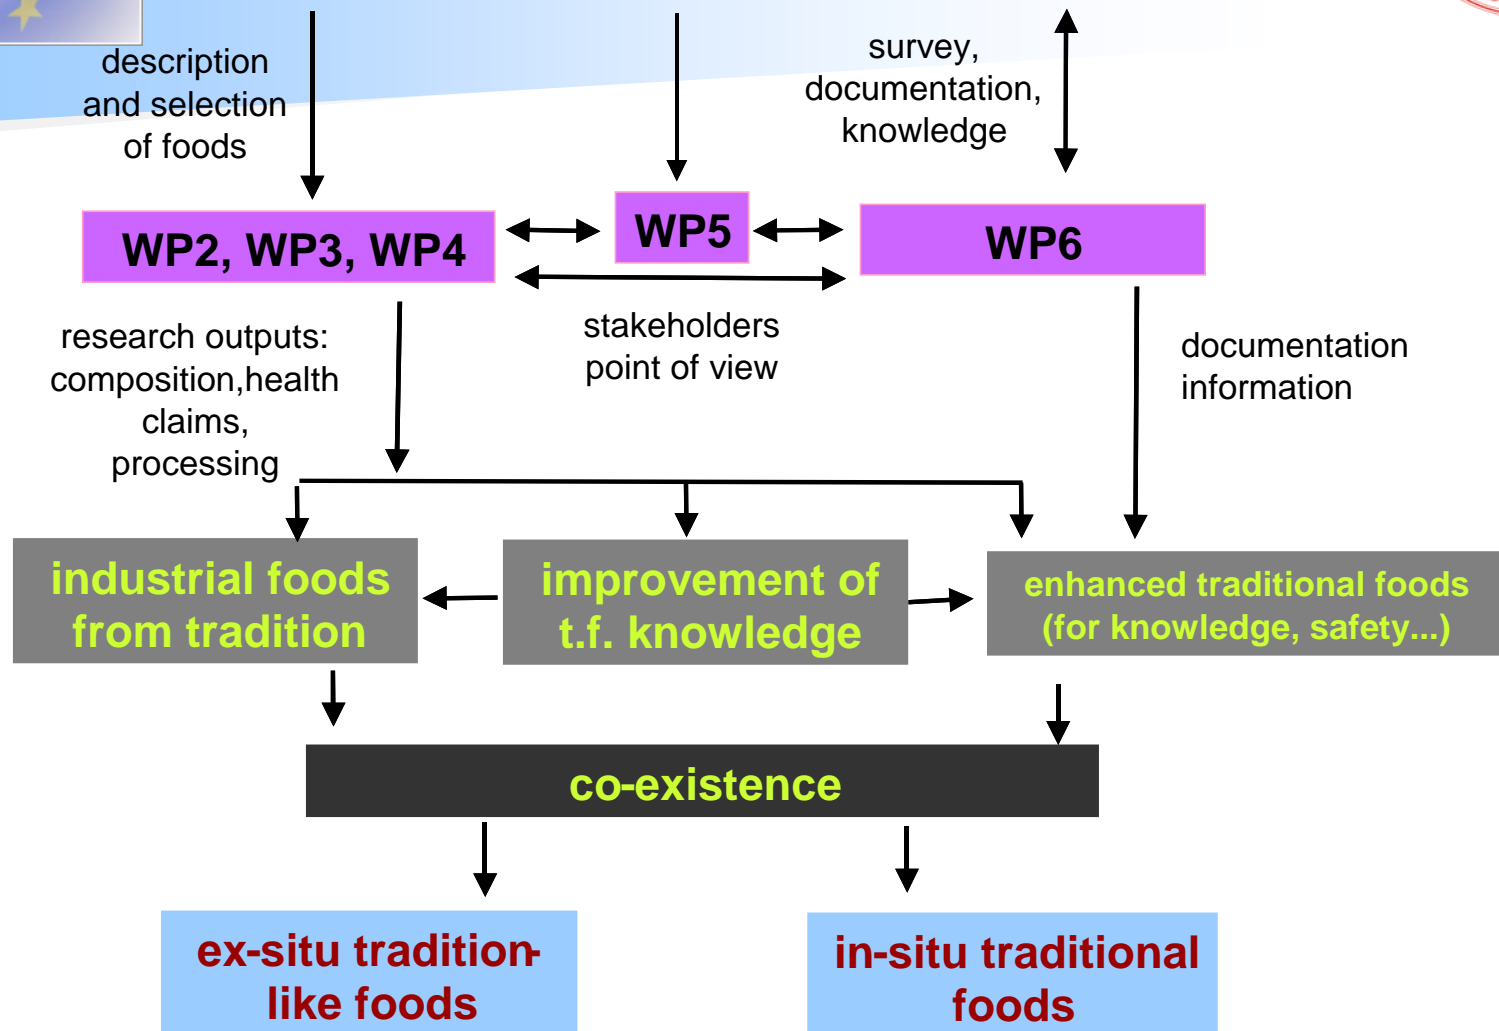 description
and selection
of foods
survey,
documentation,
knowledge
WP2, WP3, WP4
WP5
WP6
research outputs:
composition,health
claims,
processing
stakeholders
point of view
documentation
information
industrial foods
from tradition
improvement of
t.f. knowledge
enhanced traditional foods
(for knowledge, safety...)
co-existence
ex-situ tradition-
like foods
in-situ traditional
foods